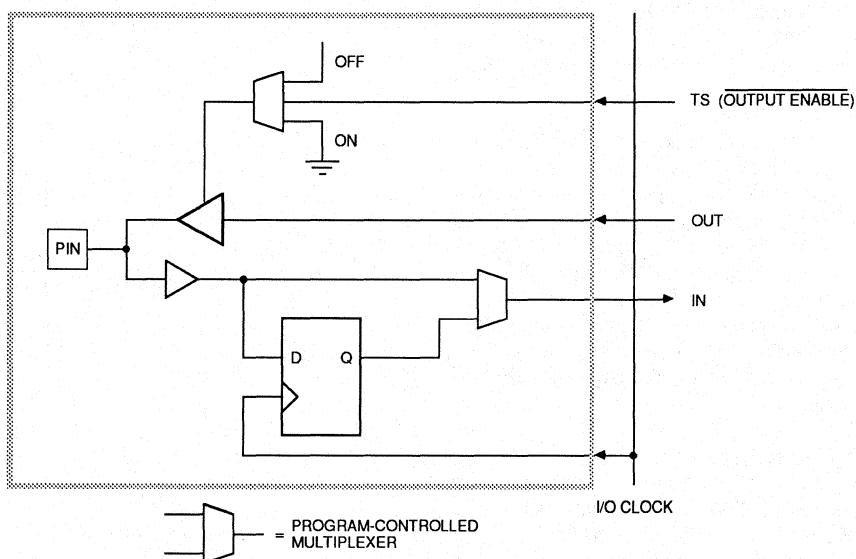 OFF
TS (OUTPUT ENABLE)
ON
OUT
PIN
IN
D Q
I/O CLOCK
= PROGRAM-CONTROLLED
MULTIPLEXER